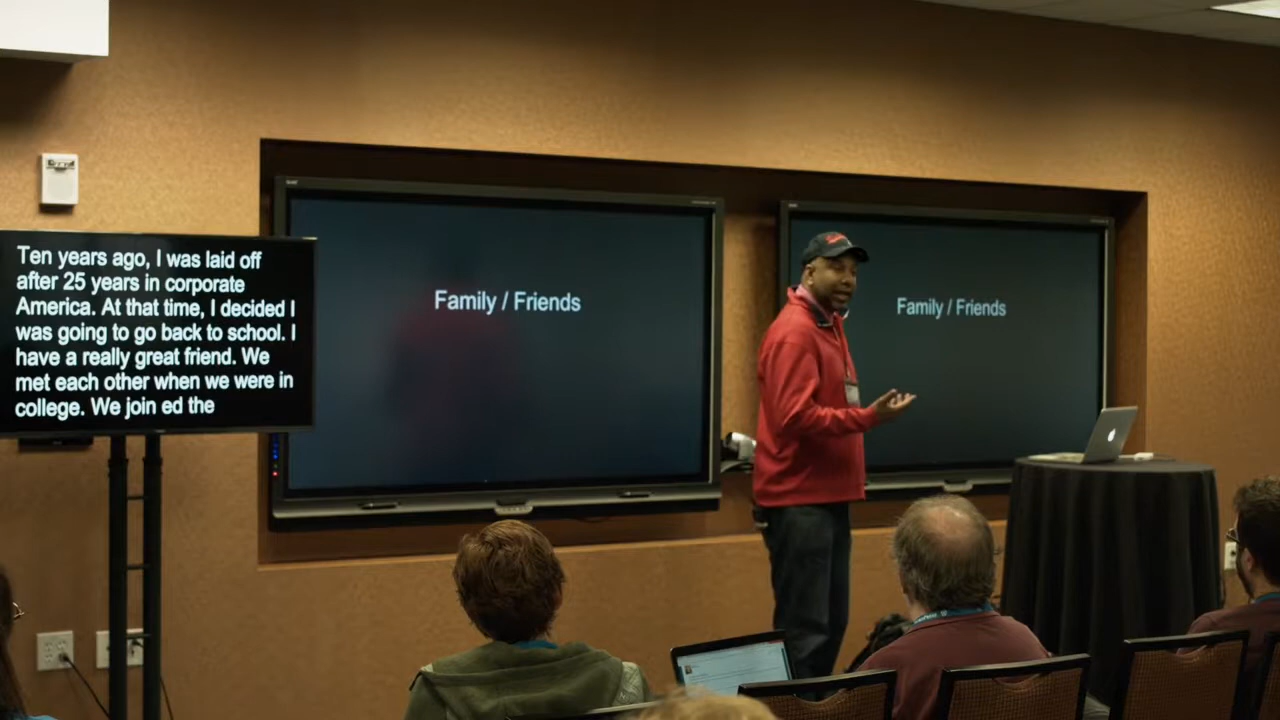 Ten years ago, I was laid off
after 25 years in corporate
America. At that time, I decided I
was going to go back to school. I
have a really great friend. We
met each other when we were in
college. We join ed the
Family / Friends
Family / Friends